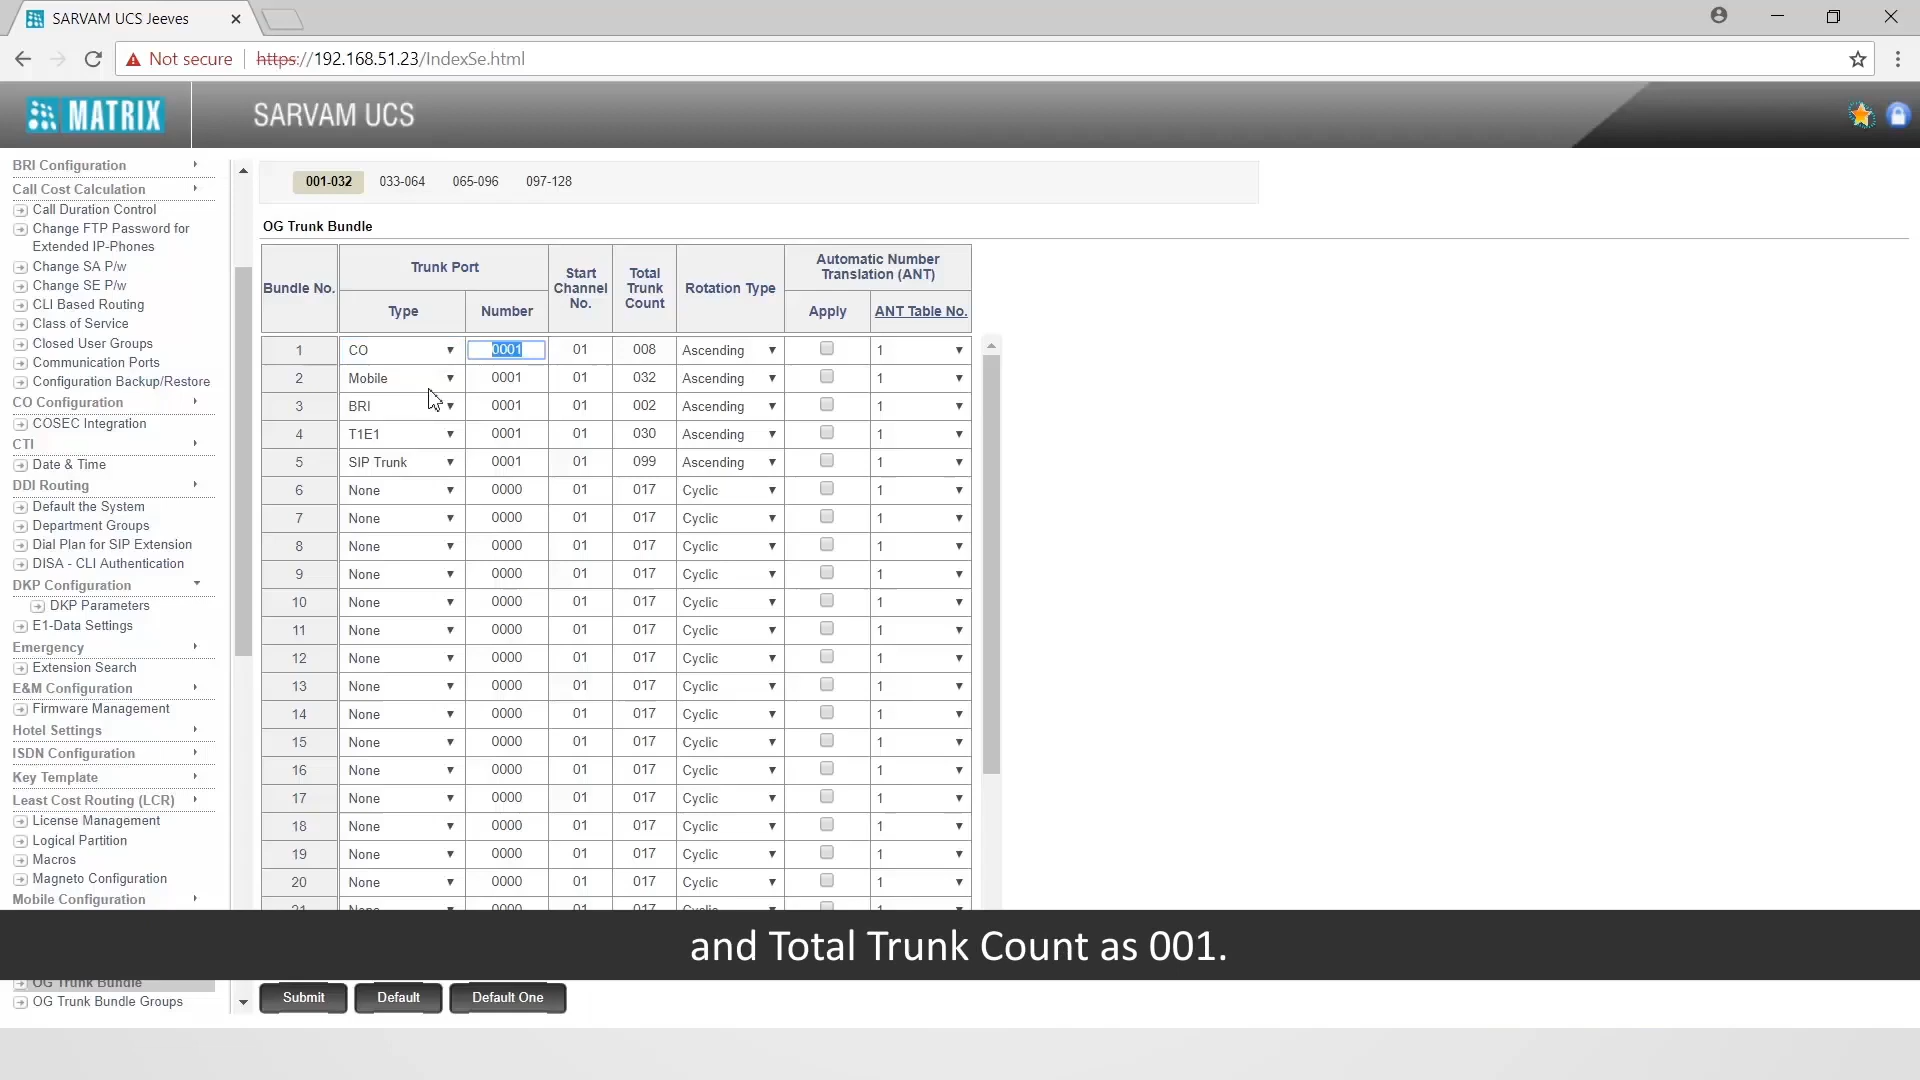 SARVAM UCS Jeeves
Not secure https://192.168.51.23/IndexSe.html
MATRIX
SARVAM UCS
BRI Configuration
Call Cost Calculation
Call Duration Control
Change FTP Password for
Extended IP-Phones
Change SA P/w
Change SE P/w
CLI Based Routing
Class of Service
Closed User Groups
Communication Ports
Configuration Backup/Restore
CO Configuration
COSEC Integration
CTI
Date & Time
DDI Routing
Default the System
Department Groups
Dial Plan for SIP Extension
DISA - CLI Authentication
DKP Configuration
DKP Parameters
E1-Data Settings
Emergency
Extension Search
E&M Configuration
Firmware Management
Hotel Settings
ISDN Configuration
Key Template
Least Cost Routing (LCR)
License Management
Logical Partition
Macros
Magneto Configuration
Mobile Configuration
OG Trunk Bundle
OG Trunk Bundle Groups
001-032 033-064 065-096 097-128
OG Trunk Bundle
Bundle No. Trunk Port Type Number Start Channel No. Total Trunk Count Rotation Type Automatic Number Translation (ANT) Apply ANT Table No.
1 CO 0001 01 008 Ascending 1
2 Mobile 0001 01 032 Ascending 1
3 BRI 0001 01 002 Ascending 1
4 T1E1 0001 01 030 Ascending 1
5 SIP Trunk 0001 01 099 Ascending 1
6 None 0000 01 017 Cyclic 1
7 None 0000 01 017 Cyclic 1
8 None 0000 01 017 Cyclic 1
9 None 0000 01 017 Cyclic 1
10 None 0000 01 017 Cyclic 1
11 None 0000 01 017 Cyclic 1
12 None 0000 01 017 Cyclic 1
13 None 0000 01 017 Cyclic 1
14 None 0000 01 017 Cyclic 1
15 None 0000 01 017 Cyclic 1
16 None 0000 01 017 Cyclic 1
17 None 0000 01 017 Cyclic 1
18 None 0000 01 017 Cyclic 1
19 None 0000 01 017 Cyclic 1
20 None 0000 01 017 Cyclic 1
21 None 0000 01 017 Cyclic 1
and Total Trunk Count as 001.
Submit Default Default One